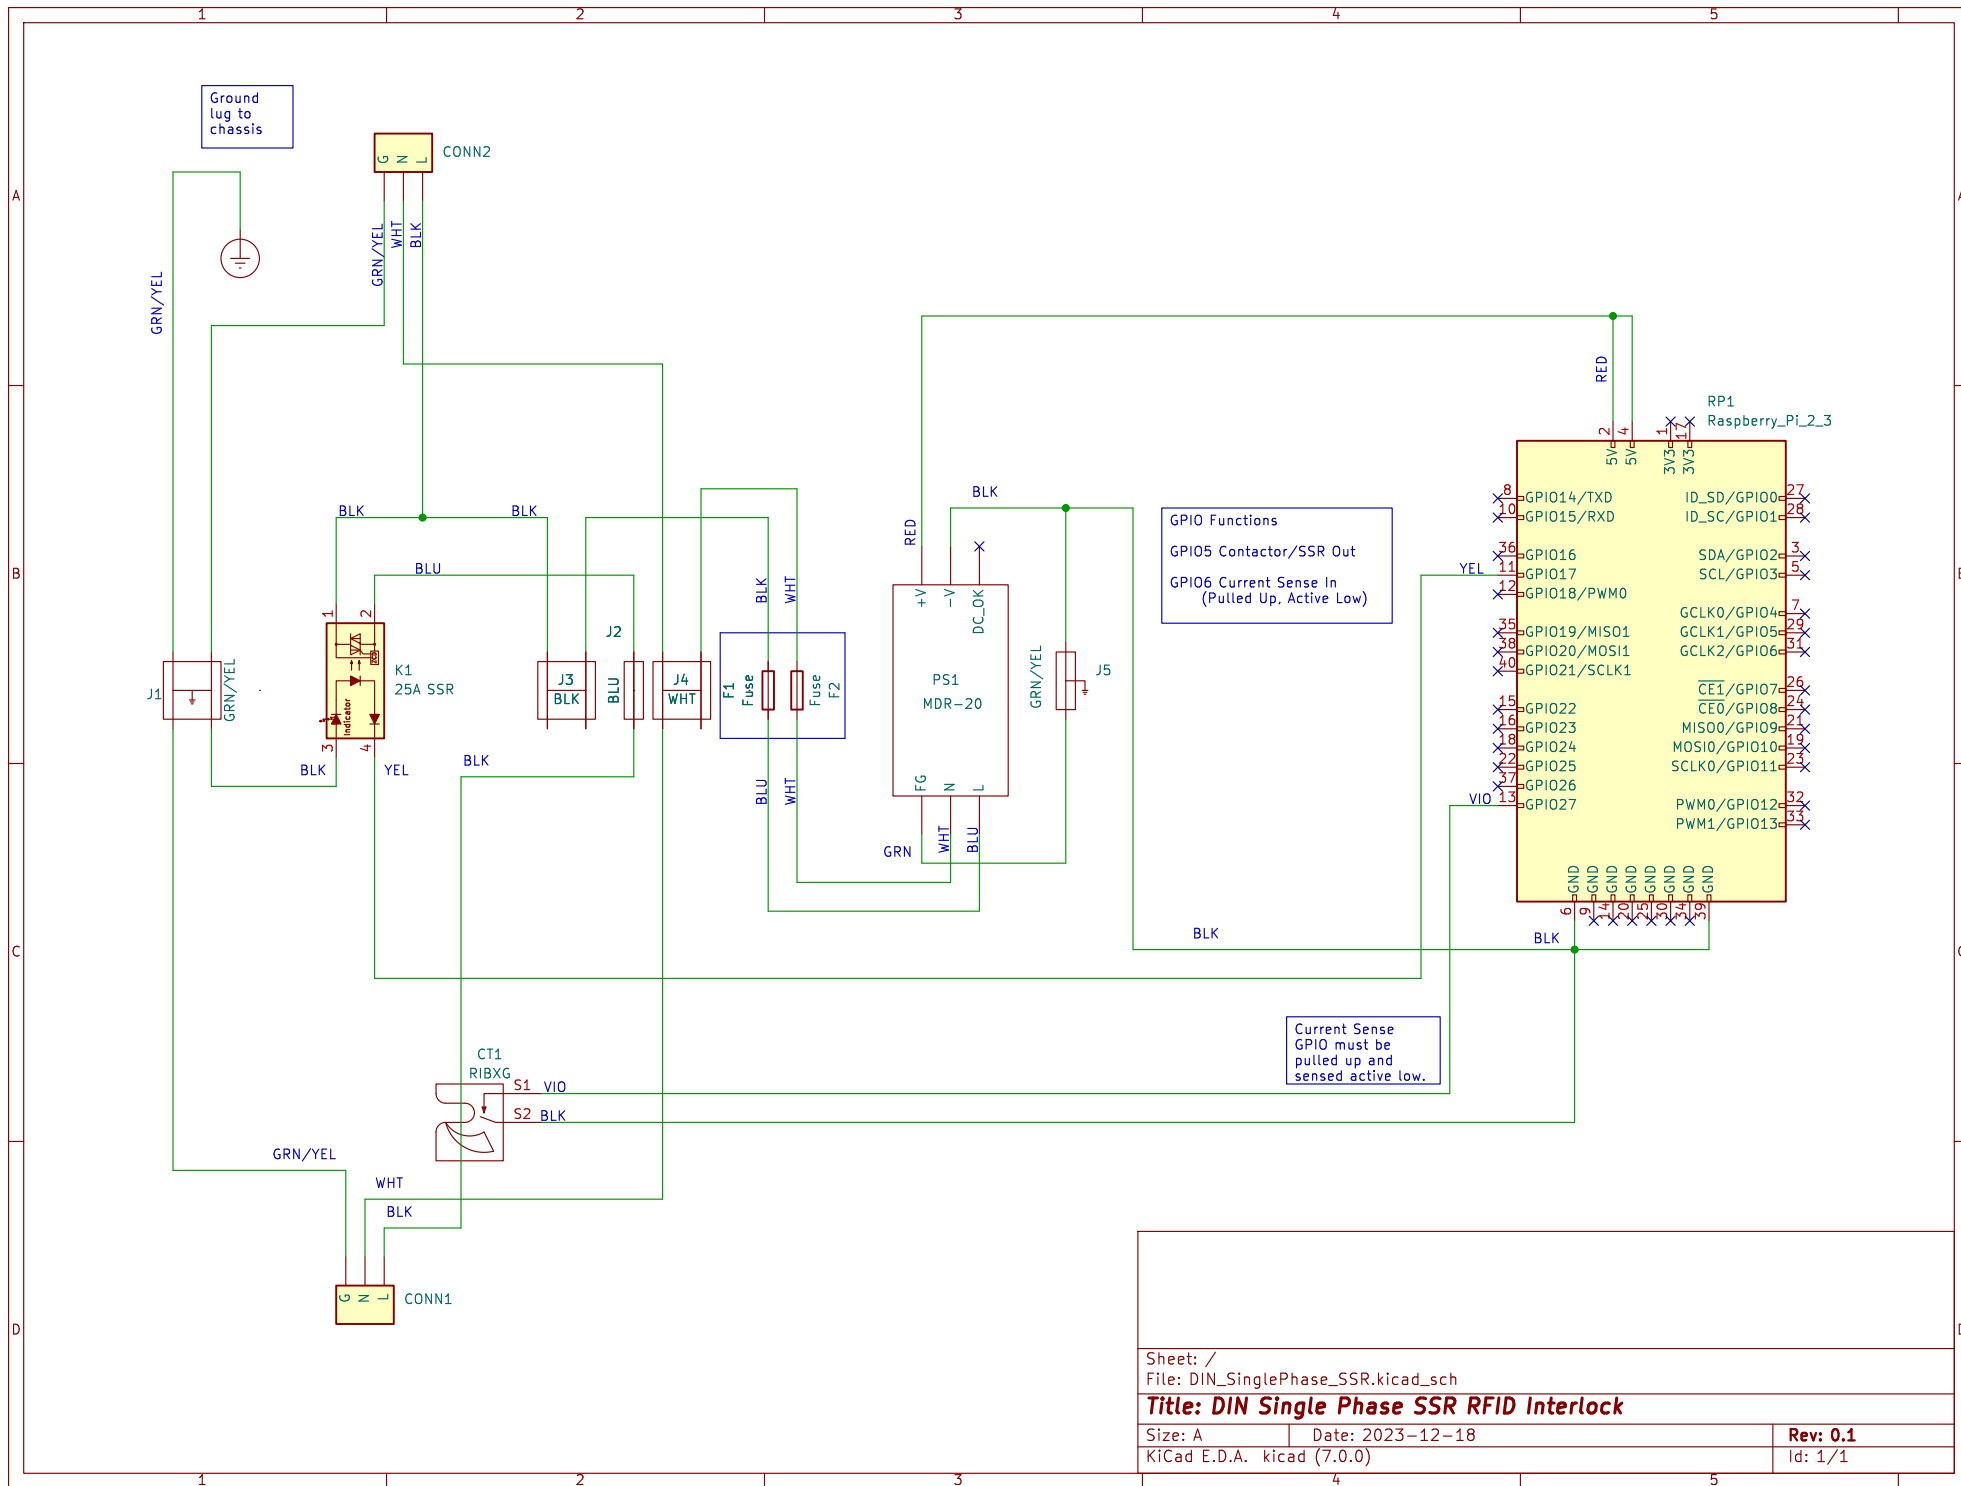 1 2 3 4 5
Ground
lug to
chassis
G N L
CONN2
A
GRN/YEL
WHT
BLK
GRN/YEL
RED
RP1
Raspberry_Pi_2_3
2 4 1 17
5V 5V 3V3 3V3
BLK
BLK
BLK
RED
GPIO Functions
GPIO5 Contactor/SSR Out
GPIO6 Current Sense In
(Pulled Up, Active Low)
8 GPIO14/TXD
10 GPIO15/RXD
36 GPIO16
11 GPIO17
12 GPIO18/PWM0
35 GPIO19/MISO1
38 GPIO20/MOSI1
40 GPIO21/SCLK1
15 GPIO22
16 GPIO23
18 GPIO24
22 GPIO25
37 GPIO26
13 GPIO27
ID_SD/GPIO0 27
ID_SC/GPIO1 28
SDA/GPIO2 3
SCL/GPIO3 5
GCLK0/GPIO4 7
GCLK1/GPIO5 29
GCLK2/GPIO6 31
CE1/GPIO7 26
CE0/GPIO8 24
MISO0/GPIO9 21
MOSI0/GPIO10 19
SCLK0/GPIO11 23
PWM0/GPIO12 32
PWM1/GPIO13 33
YEL
VIO
B
BLU
BLK
WHT
+V -V DC_OK
1 2
J2
K1
25A SSR
Indicator
3 4
J1
GRN/YEL
J3
BLK
BLU
J4
WHT
F1
Fuse
Fuse
F2
PS1
MDR-20
GRN/YEL
J5
BLK
YEL
BLK
BLU
WHT
FG N L
GRN
WHT
BLU
GND GND GND GND GND GND GND GND
6 9 14 20 25 30 34 39
BLK
BLK
C
Current Sense
GPIO must be
pulled up and
sensed active low.
CT1
RIBXG
S1 VIO
S2 BLK
GRN/YEL
WHT
BLK
G N L
CONN1
D
Sheet: /
File: DIN_SinglePhase_SSR.kicad_sch
Title: DIN Single Phase SSR RFID Interlock
Size: A
Date: 2023-12-18
Rev: 0.1
KiCad E.D.A. kicad (7.0.0)
Id: 1/1
1 2 3 4 5